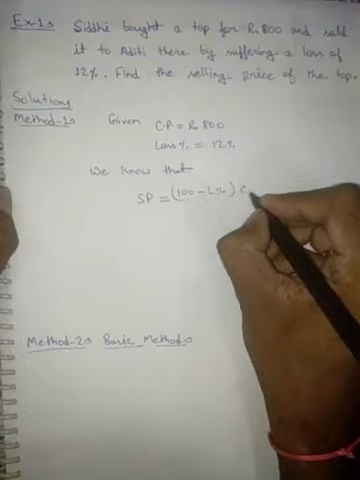 Ex-1:
Siddhi bought a top for Rs.800 and sold
it to Aditi there by suffering a loss of
12%. Find the selling price of the top.
Solution:
Method-1:
Given C.P. = Rs.800
Loss% = 12%
We know that
SP = (100-L%) C
Method-2: Basic Method: